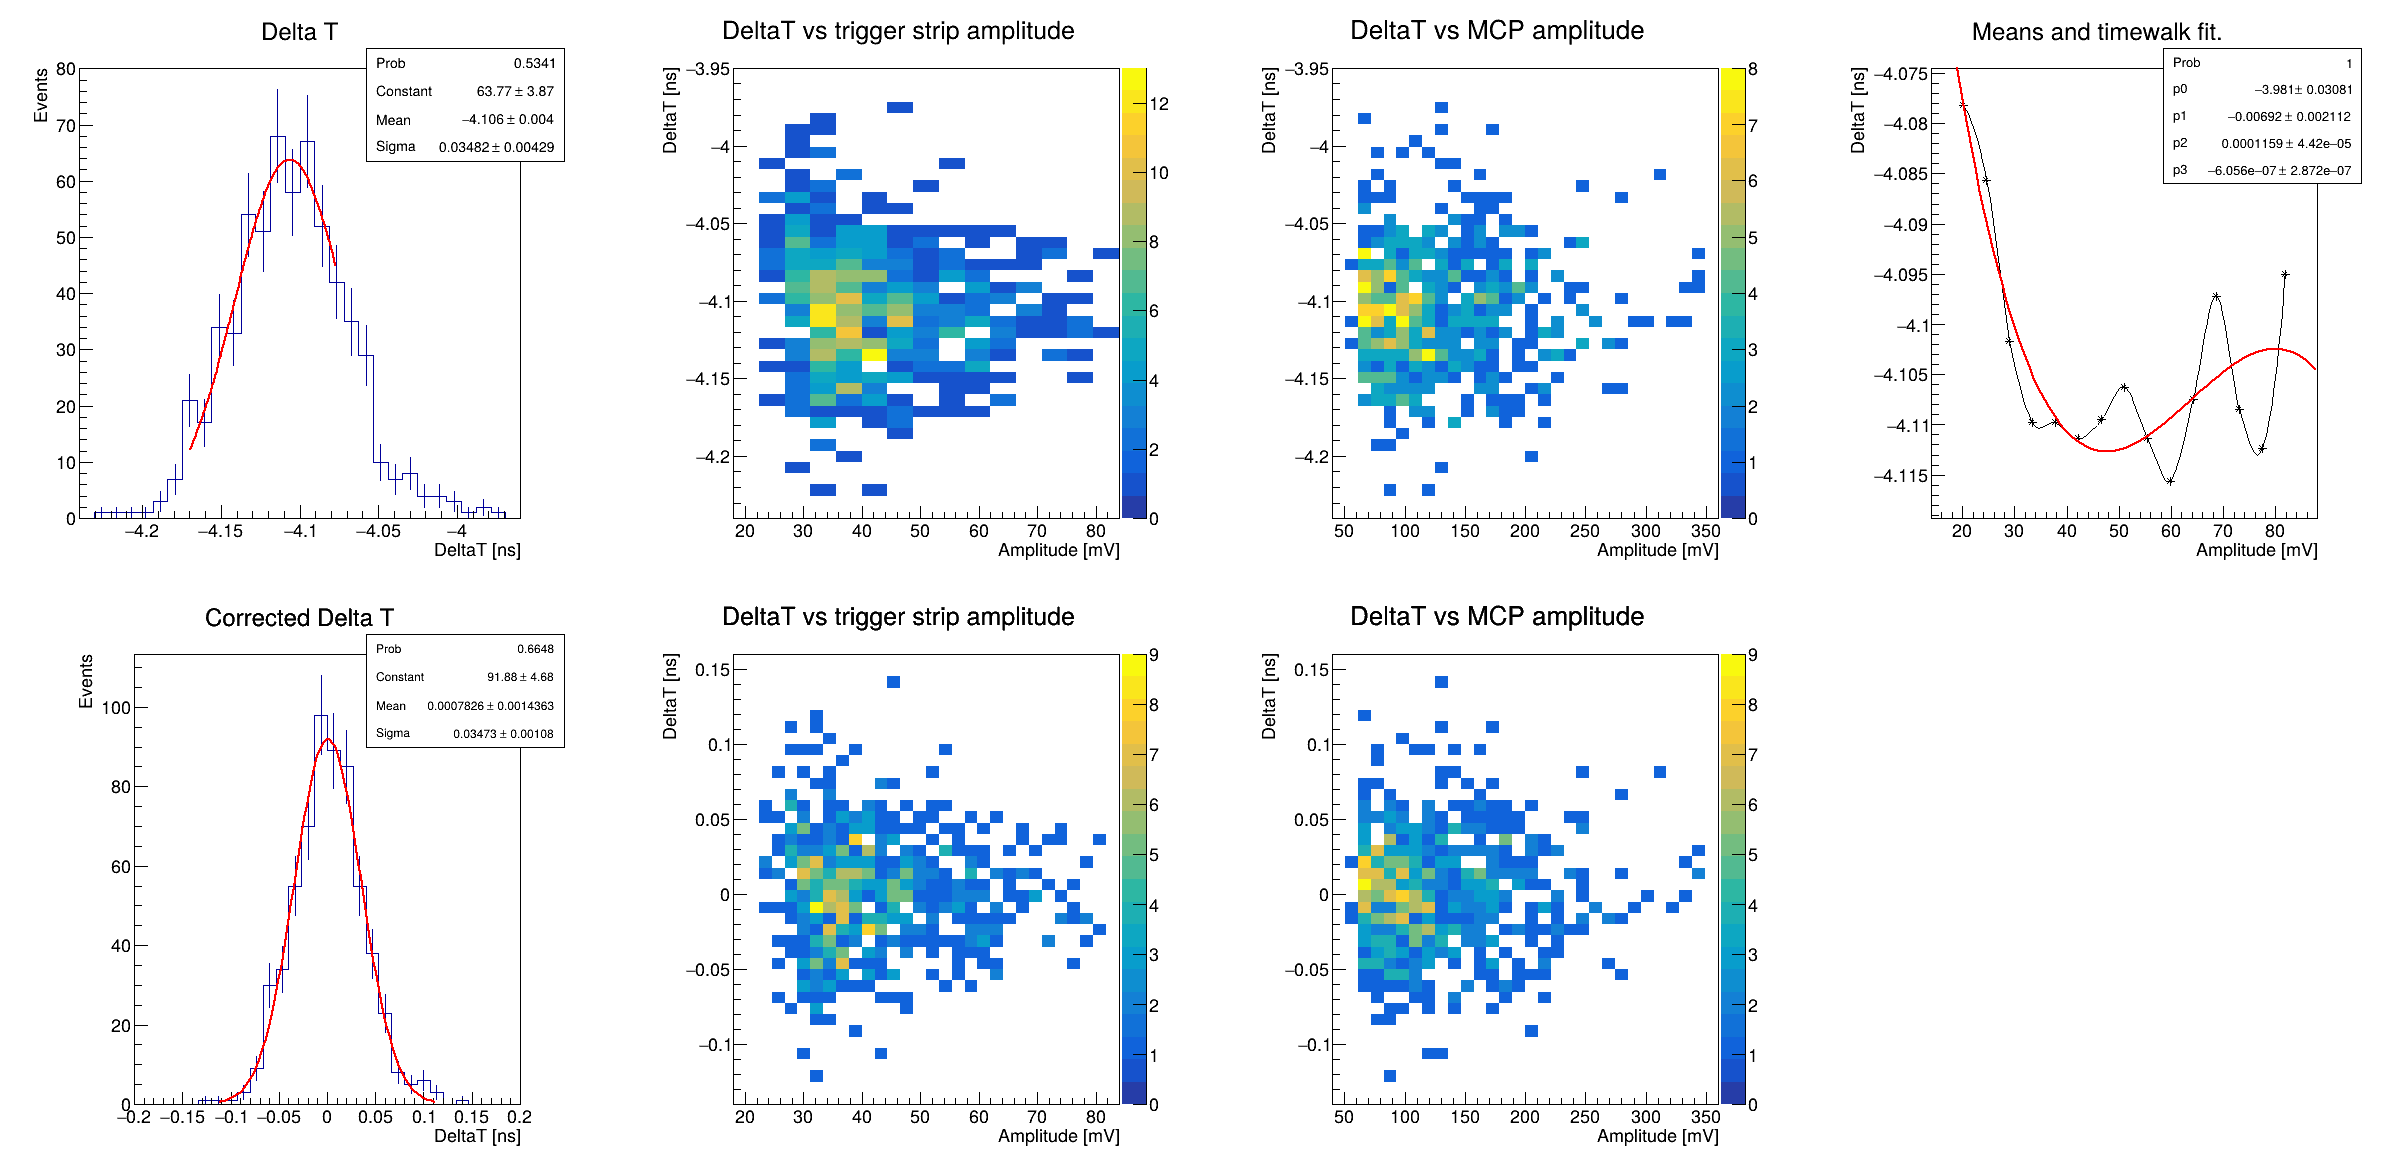 Delta T
Events
80
70
60
50
40
30
20
10
0
−4.2
−4.15
−4.1
−4.05
−4
DeltaT [ns]
Prob 0.5341
Constant 63.77 ± 3.87
Mean −4.106 ± 0.004
Sigma 0.03482 ± 0.00429
DeltaT vs trigger strip amplitude
DeltaT [ns]
−3.95
−4
−4.05
−4.1
−4.15
−4.2
20 30 40 50 60 70 80
Amplitude [mV]
12
10
8
6
4
2
0
DeltaT vs MCP amplitude
DeltaT [ns]
−3.95
−4
−4.05
−4.1
−4.15
−4.2
50 100 150 200 250 300 350
Amplitude [mV]
8
7
6
5
4
3
2
1
0
Means and timewalk fit.
DeltaT [ns]
−4.075
−4.08
−4.085
−4.09
−4.095
−4.1
−4.105
−4.11
−4.115
20 30 40 50 60 70 80
Amplitude [mV]
Prob 1
p0 −3.981 ± 0.03081
p1 −0.00692 ± 0.002112
p2 0.0001159 ± 4.42e−05
p3 −6.056e−07 ± 2.872e−07
Corrected Delta T
Events
100
80
60
40
20
0
−0.2 −0.15 −0.1 −0.05 0 0.05 0.1 0.15 0.2
DeltaT [ns]
Prob 0.6648
Constant 91.88 ± 4.68
Mean 0.0007826 ± 0.0014363
Sigma 0.03473 ± 0.00108
DeltaT vs trigger strip amplitude
DeltaT [ns]
0.15
0.1
0.05
0
−0.05
−0.1
20 30 40 50 60 70 80
Amplitude [mV]
9
8
7
6
5
4
3
2
1
0
DeltaT vs MCP amplitude
DeltaT [ns]
0.15
0.1
0.05
0
−0.05
−0.1
50 100 150 200 250 300 350
Amplitude [mV]
9
8
7
6
5
4
3
2
1
0